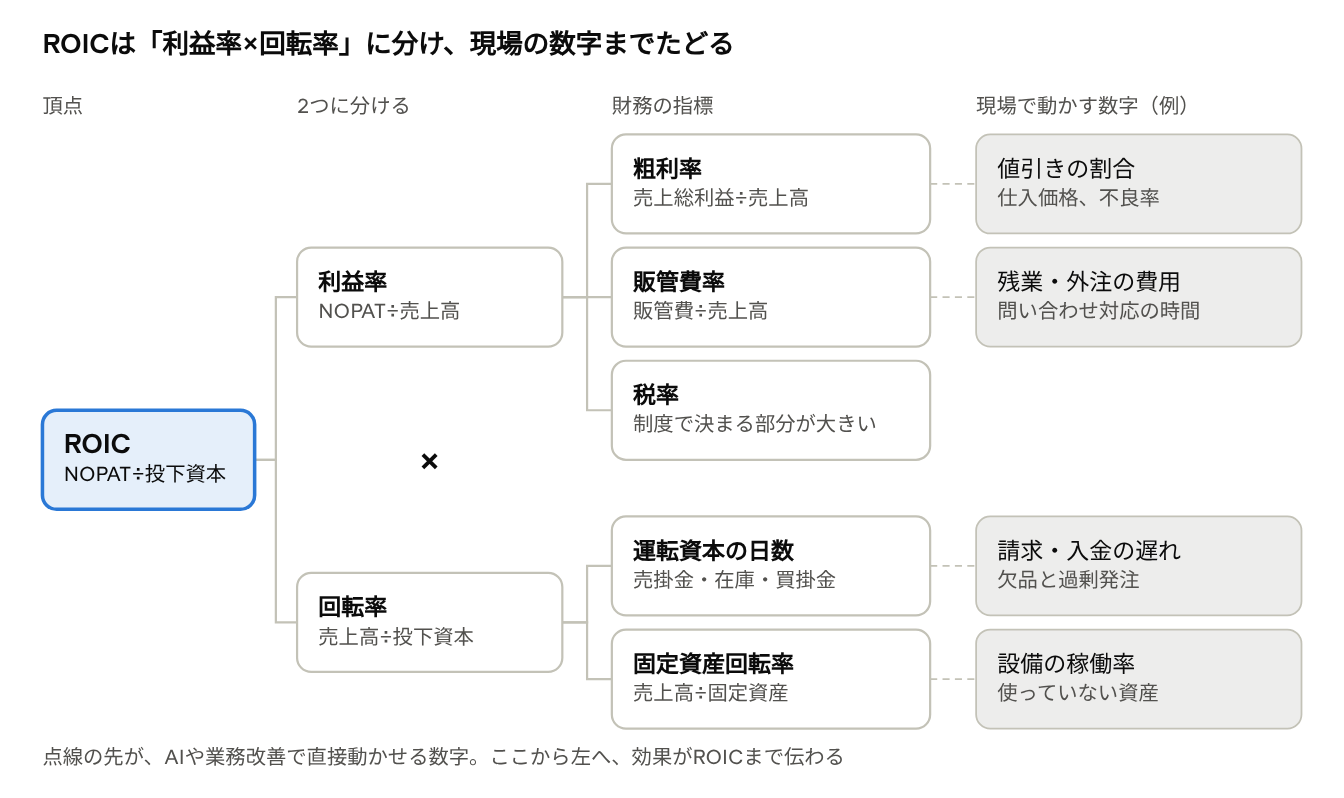 ROICは「利益率×回転率」に分け、現場の数字までたどる
頂点
2つに分ける
財務の指標
現場で動かす数字（例）
ROIC
NOPAT÷投下資本
利益率
NOPAT÷売上高
×
回転率
売上高÷投下資本
粗利率
売上総利益÷売上高
販管費率
販管費÷売上高
税率
制度で決まる部分が大きい
運転資本の日数
売掛金・在庫・買掛金
固定資産回転率
売上高÷固定資産
値引きの割合
仕入価格、不良率
残業・外注の費用
問い合わせ対応の時間
請求・入金の遅れ
欠品と過剰発注
設備の稼働率
使っていない資産
点線の先が、AIや業務改善で直接動かせる数字。ここから左へ、効果がROICまで伝わる